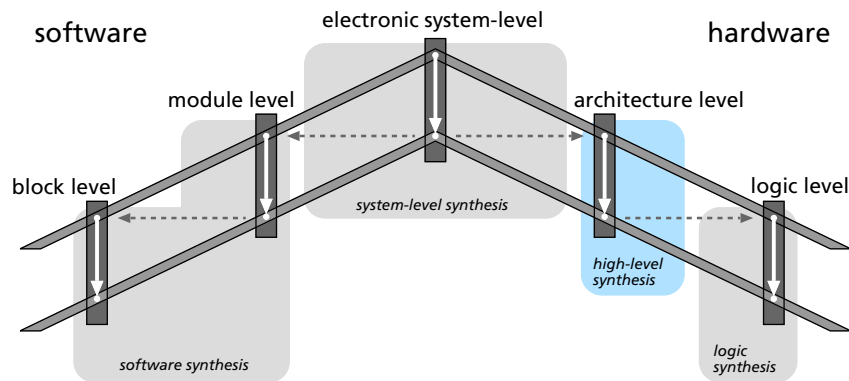 electronic system-level
software
hardware
module level
architecture level
block level
logic level
system-level synthesis
high-level
synthesis
software synthesis
logic
synthesis